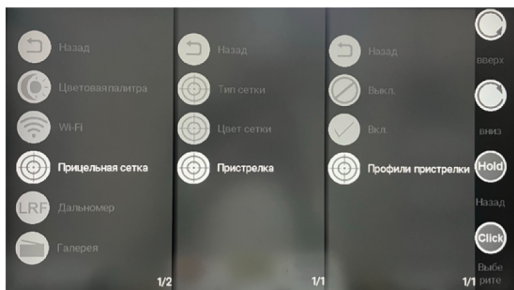 Назад
Цветовая палитра
Wi-Fi
Прицельная сетка
LRF Дальномер
Галерея
1/2
Назад
Тип сетки
Цвет сетки
Пристрелка
1/1
Назад
Выкл.
Вкл.
Профили пристрелки
1/1
вверх
вниз
Hold
Назад
Click
Выбе
рите